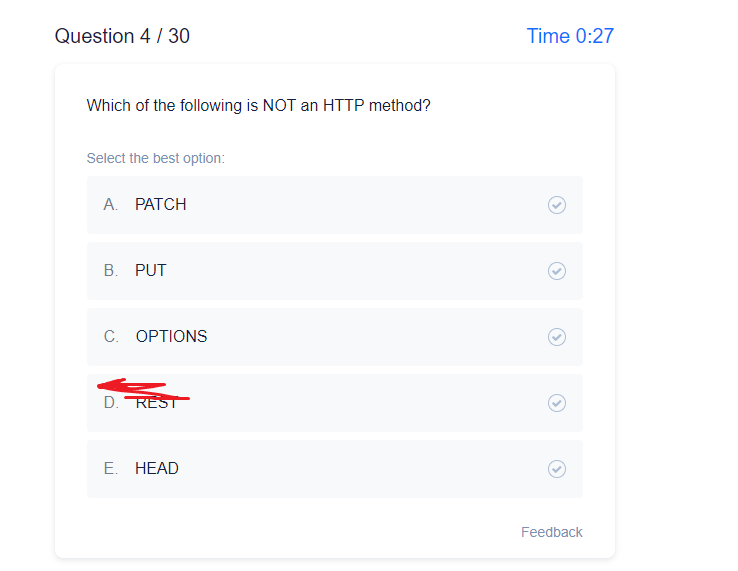 Question 4 / 30
Time 0:27
Which of the following is NOT an HTTP method?
Select the best option:
A. PATCH
B. PUT
C. OPTIONS
D. REST
E. HEAD
Feedback